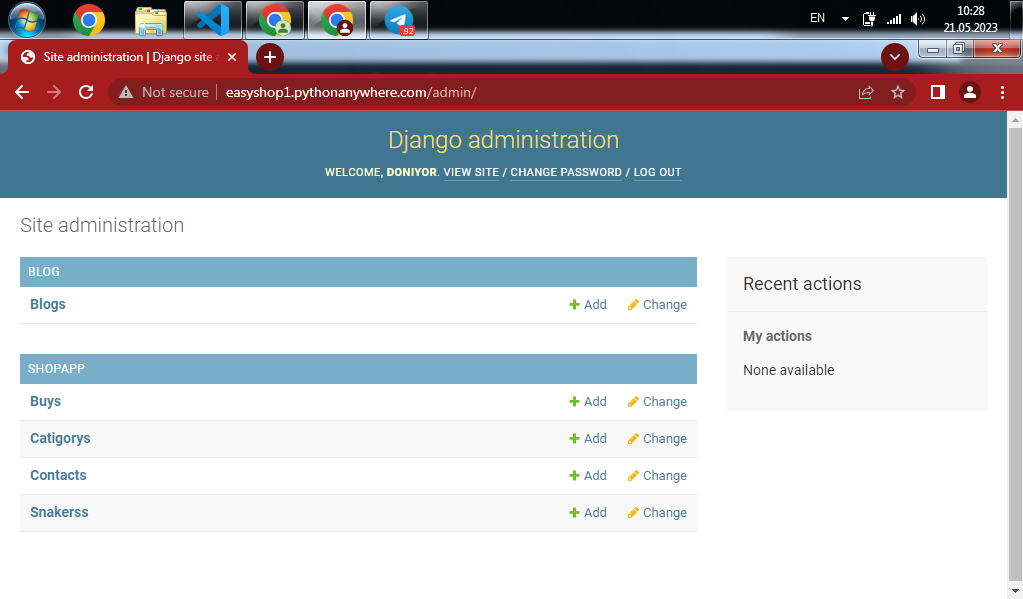 EN
10:28
21.05.2023
92
Site administration | Django site a
Not secure
easyshop1.pythonanywhere.com/admin/
Django administration
WELCOME, DONIYOR. VIEW SITE / CHANGE PASSWORD / LOG OUT
Site administration
BLOG
Blogs Add Change
SHOPAPP
Buys Add Change
Catigorys Add Change
Contacts Add Change
Snakerss Add Change
Recent actions
My actions
None available